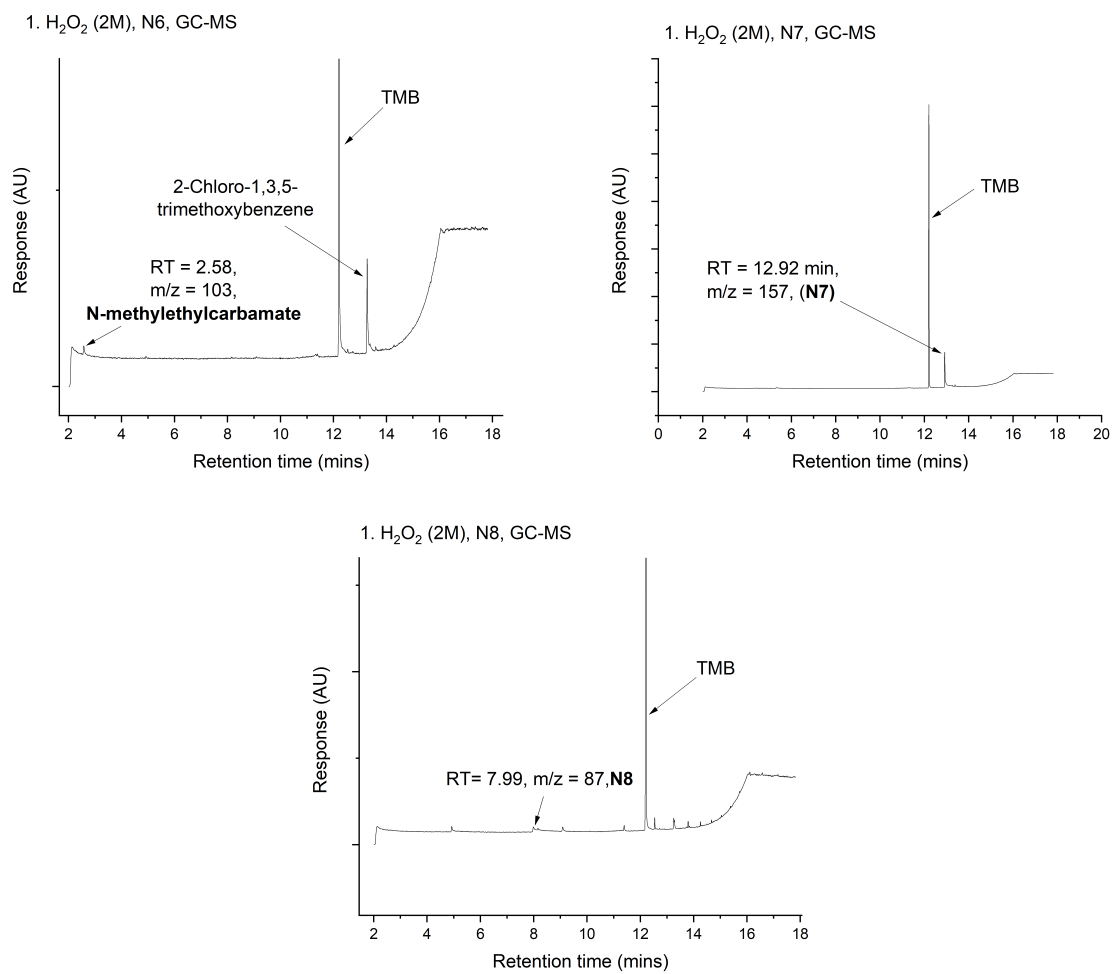 1. H₂O₂ (2M), N6, GC-MS
TMB
2-Chloro-1,3,5-
trimethoxybenzene
RT = 2.58,
m/z = 103,
N-methylethylcarbamate
Response (AU)
2 4 6 8 10 12 14 16 18
Retention time (mins)
1. H₂O₂ (2M), N7, GC-MS
TMB
RT = 12.92 min,
m/z = 157, (N7)
Response (AU)
0 2 4 6 8 10 12 14 16 18 20
Retention time (mins)
1. H₂O₂ (2M), N8, GC-MS
TMB
RT= 7.99, m/z = 87,N8
Response (AU)
2 4 6 8 10 12 14 16 18
Retention time (mins)